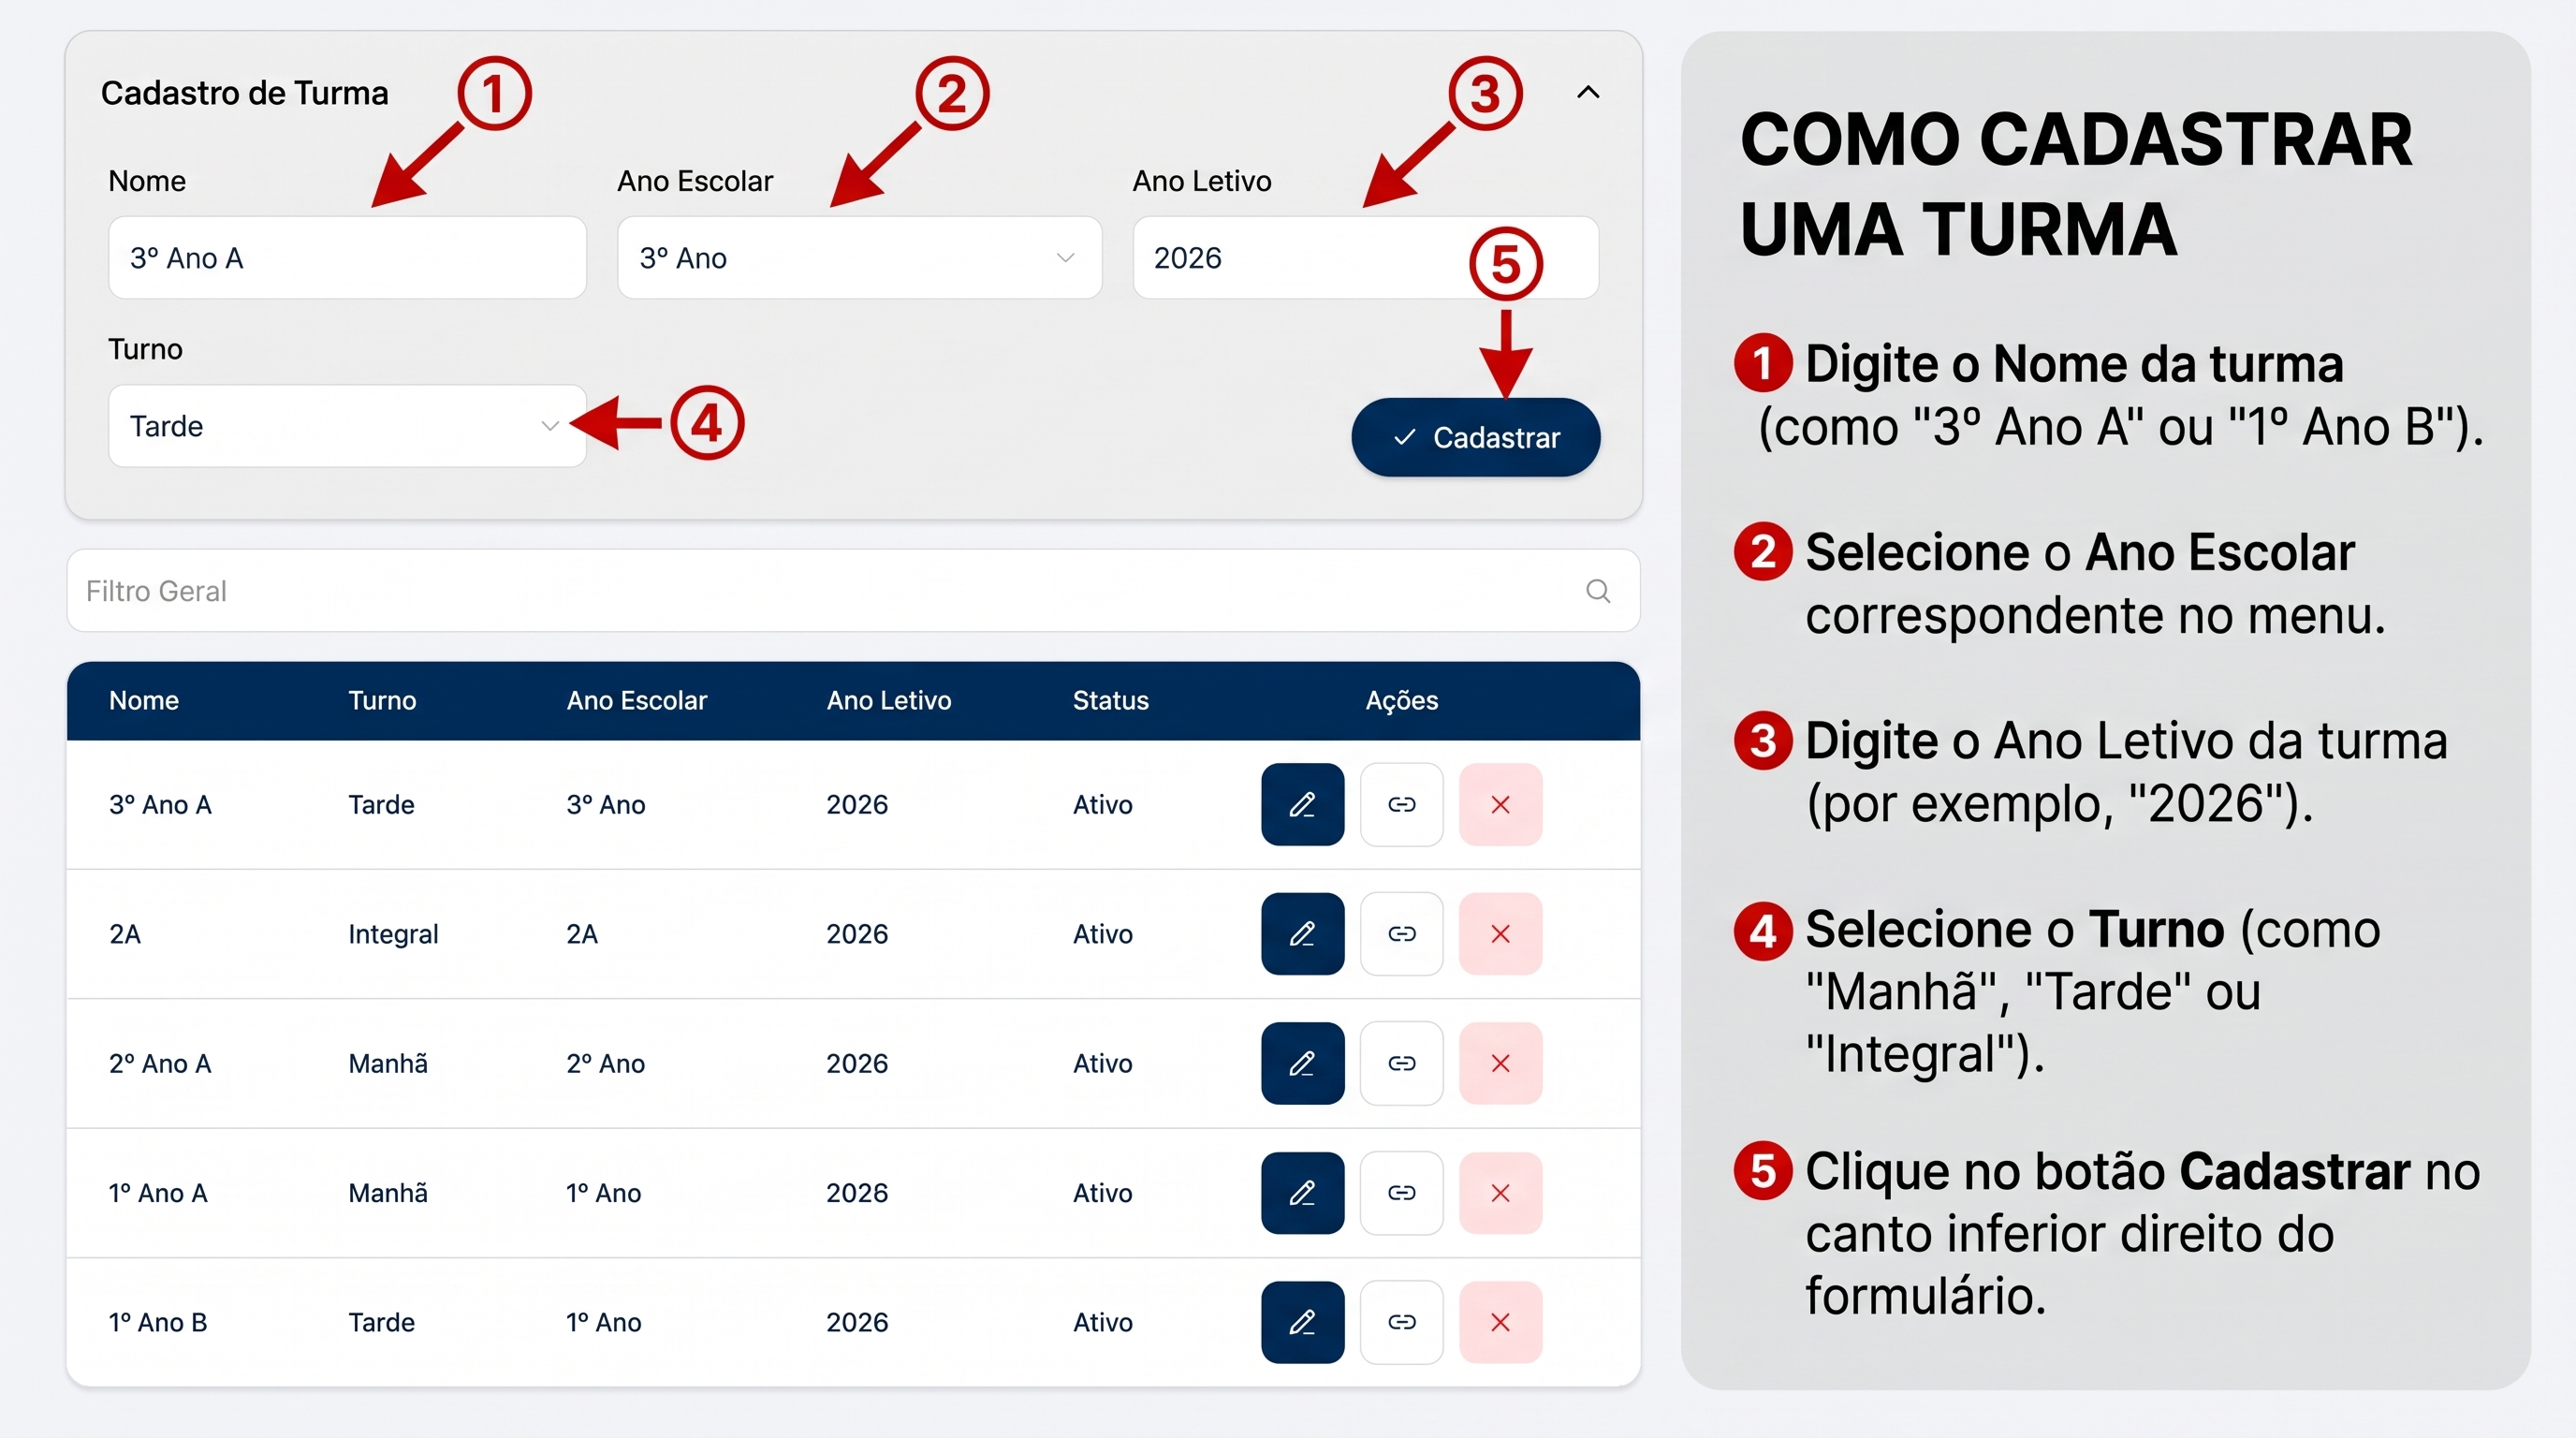 Cadastro de Turma
1
2
3
Nome
Ano Escolar
Ano Letivo
3º Ano A
3º Ano
2026
5
Turno
Tarde
4
Cadastrar
Filtro Geral
Nome Turno Ano Escolar Ano Letivo Status Ações
3º Ano A Tarde 3º Ano 2026 Ativo
2A Integral 2A 2026 Ativo
2º Ano A Manhã 2º Ano 2026 Ativo
1º Ano A Manhã 1º Ano 2026 Ativo
1º Ano B Tarde 1º Ano 2026 Ativo
COMO CADASTRAR
UMA TURMA
1 Digite o Nome da turma
(como "3º Ano A" ou "1º Ano B").
2 Selecione o Ano Escolar
correspondente no menu.
3 Digite o Ano Letivo da turma
(por exemplo, "2026").
4 Selecione o Turno (como
"Manhã", "Tarde" ou
"Integral").
5 Clique no botão Cadastrar no
canto inferior direito do
formulário.